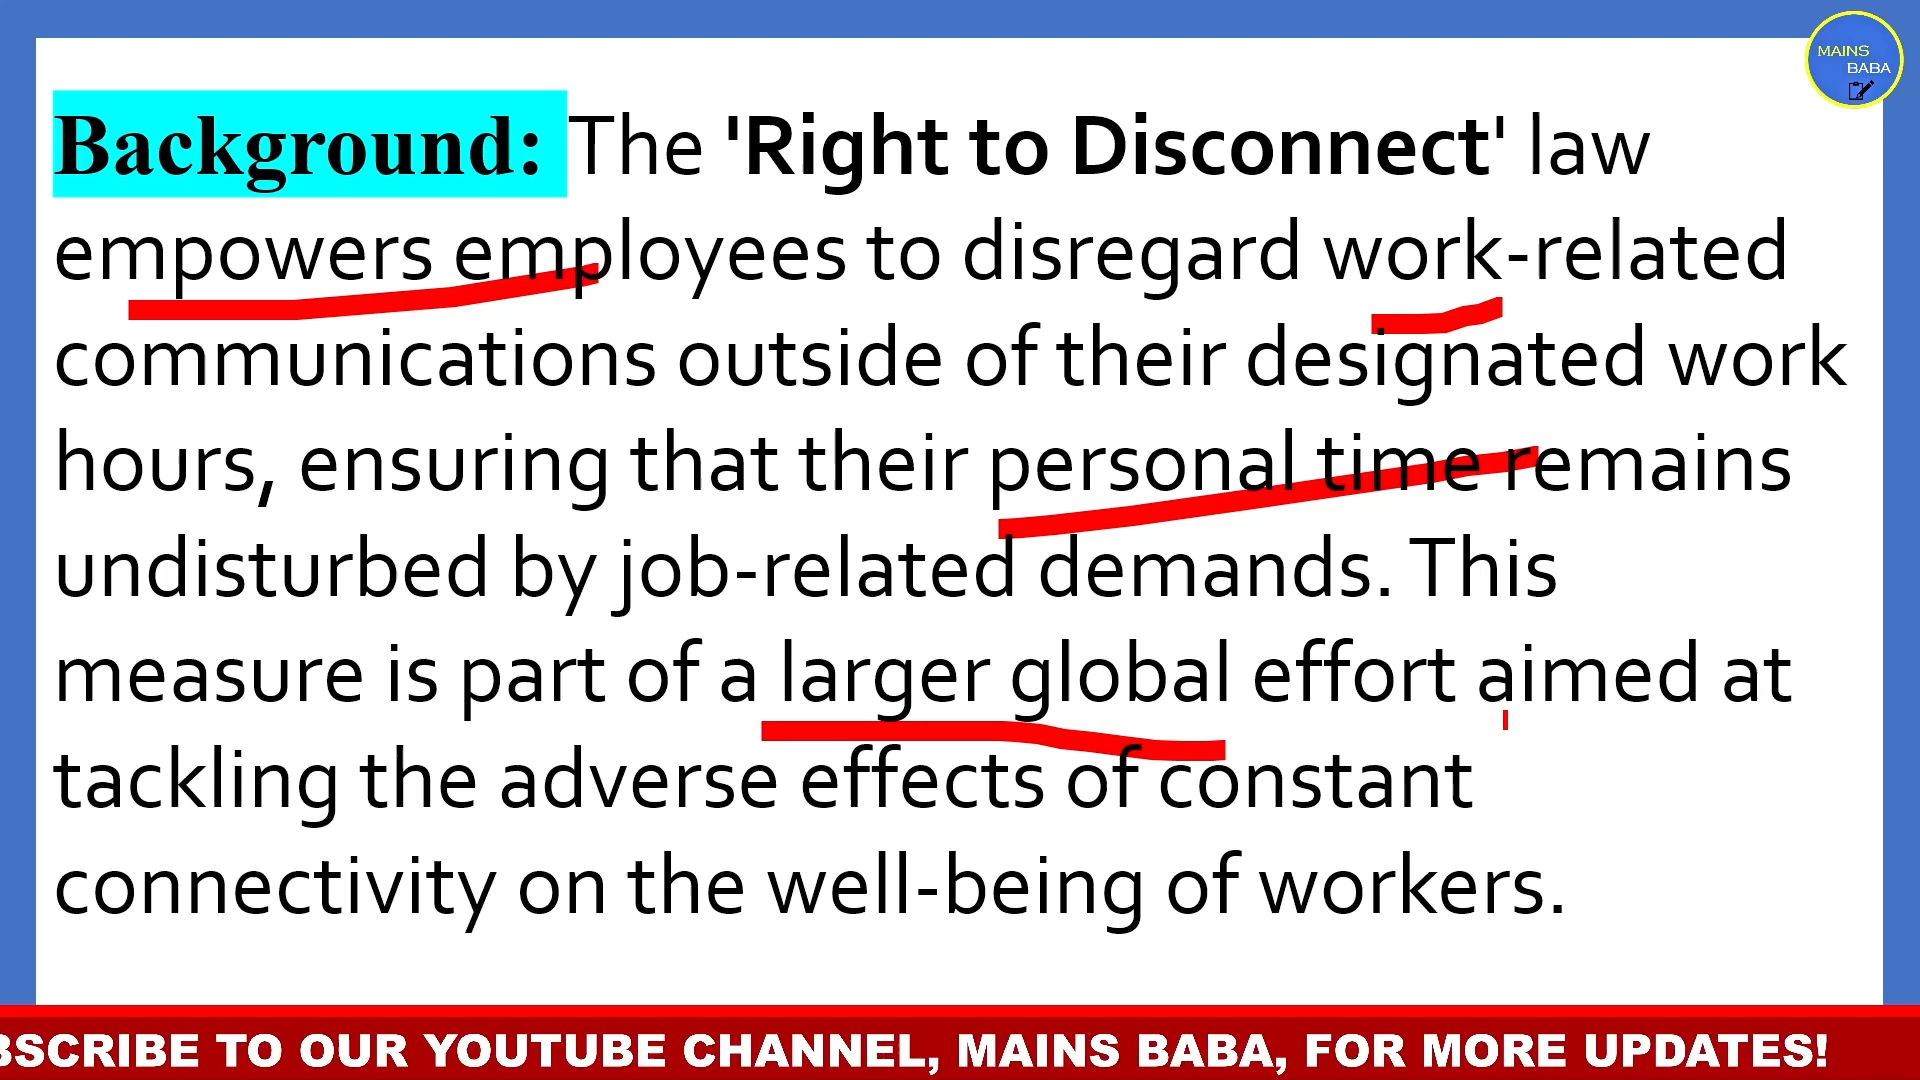 MAINS
BABA
Background: The 'Right to Disconnect' law
empowers employees to disregard work-related
communications outside of their designated work
hours, ensuring that their personal time remains
undisturbed by job-related demands. This
measure is part of a larger global effort aimed at
tackling the adverse effects of constant
connectivity on the well-being of workers.
BSCRIBE TO OUR YOUTUBE CHANNEL, MAINS BABA, FOR MORE UPDATES!